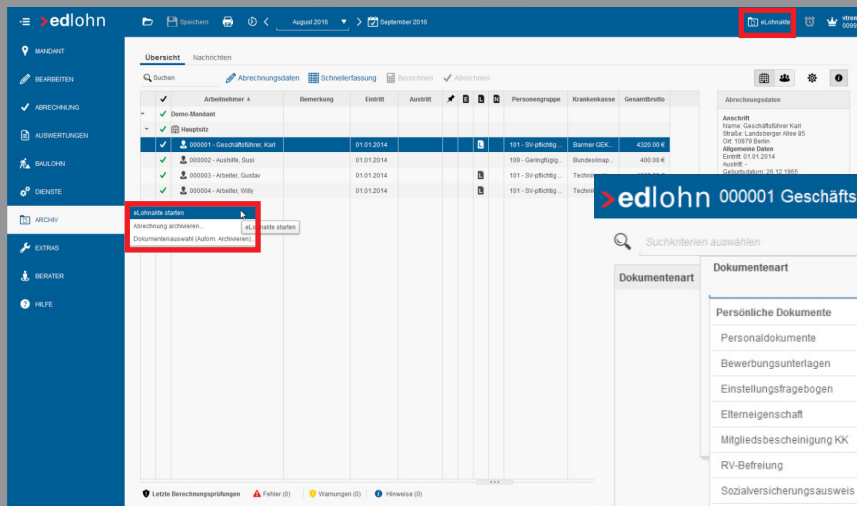 >edlohn
Speichern
August 2016
September 2016
eLohnakte
MANDANT
BEARBEITEN
ABRECHNUNG
AUSWERTUNGEN
BAULOHN
DIENSTE
ARCHIV
EXTRAS
BERATER
HILFE
Übersicht Nachrichten
Suchen Abrechnungsdaten Schnellerfassung Berechnen Abrechnen
Arbeitnehmer Bemerkung Eintritt Austritt E L N Personengruppe Krankenkasse Gesamtbrutto
Demo-Mandant
Hauptsitz
000001 - Geschäftsführer, Karl 01.01.2014 L 101 - SV-pflichtig ... Barmer GEK... 4320.00 €
000002 - Aushilfe, Susi 01.01.2014 109 - Geringfügig... Bundesknap... 400.00 €
000003 - Arbeiter, Gustav 01.01.2014 L 101 - SV-pflichtig ...
000004 - Arbeiter, Willy 01.01.2014 L 101 - SV-pflichtig ...
eLohnakte starten
Abrechnung archivieren...
Dokumentenauswahl (Autom. Archivieren)...
eLohnakte starten
Abrechnungsdaten
Anschrift
Name: Geschäftsführer Karl
Straße: Landsberger Allee 85
Ort: 10879 Berlin
Allgemeine Daten
Eintritt: 01.01.2014
Austritt: -
Geburtsdatum: 26.12.1965
>edlohn 000001 Geschäfts
Suchkriterien auswählen
Dokumentenart
Dokumentenart
Persönliche Dokumente
Personaldokumente
Bewerbungsunterlagen
Einstellungsfragebogen
Elterneigenschaft
Mitgliedsbescheinigung KK
RV-Befreiung
Sozialversicherungsausweis
Letzte Berechnungsprüfungen Fehler (0) Warnungen (0) Hinweise (0)